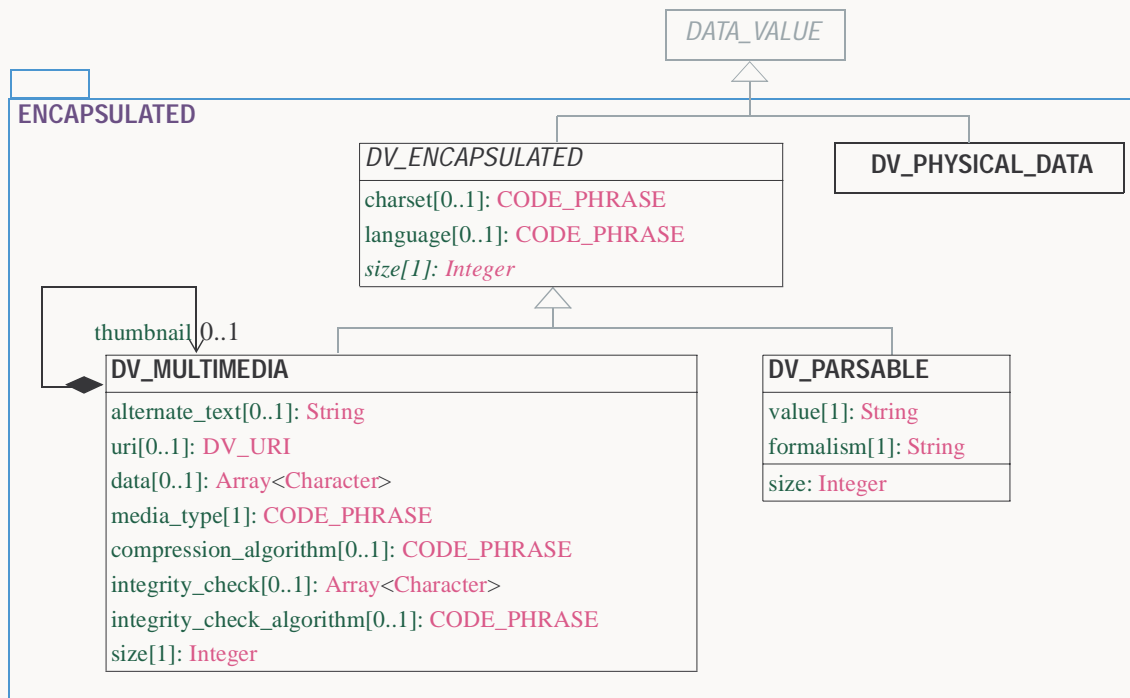 DATA_VALUE
ENCAPSULATED
DV_ENCAPSULATED
charset[0..1]: CODE_PHRASE
language[0..1]: CODE_PHRASE
size[1]: Integer
DV_PHYSICAL_DATA
thumbnail 0..1
DV_MULTIMEDIA
alternate_text[0..1]: String
uri[0..1]: DV_URI
data[0..1]: Array<Character>
media_type[1]: CODE_PHRASE
compression_algorithm[0..1]: CODE_PHRASE
integrity_check[0..1]: Array<Character>
integrity_check_algorithm[0..1]: CODE_PHRASE
size[1]: Integer
DV_PARSABLE
value[1]: String
formalism[1]: String
size: Integer